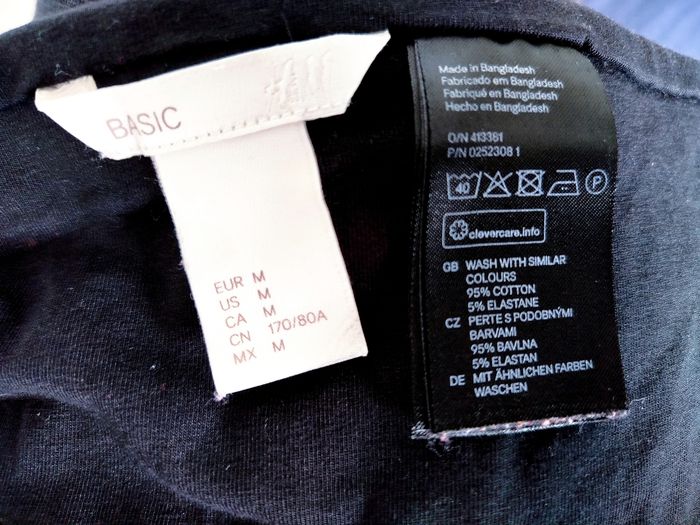 BASIC
EUR M
US M
CA M
CN 170/80A
MX M
Made in Bangladesh
Fabricado em Bangladesh
Fabriqué en Bangladesh
Hecho en Bangladesh
O/N 413381
P/N 0252308 1
40
P
clevercare.info
GB WASH WITH SIMILAR
COLOURS
95% COTTON
5% ELASTANE
CZ PERTE S PODOBNÝMI
BARVAMI
95% BAVLNA
5% ELASTAN
DE MIT ÄHNLICHEN FARBEN
WASCHEN